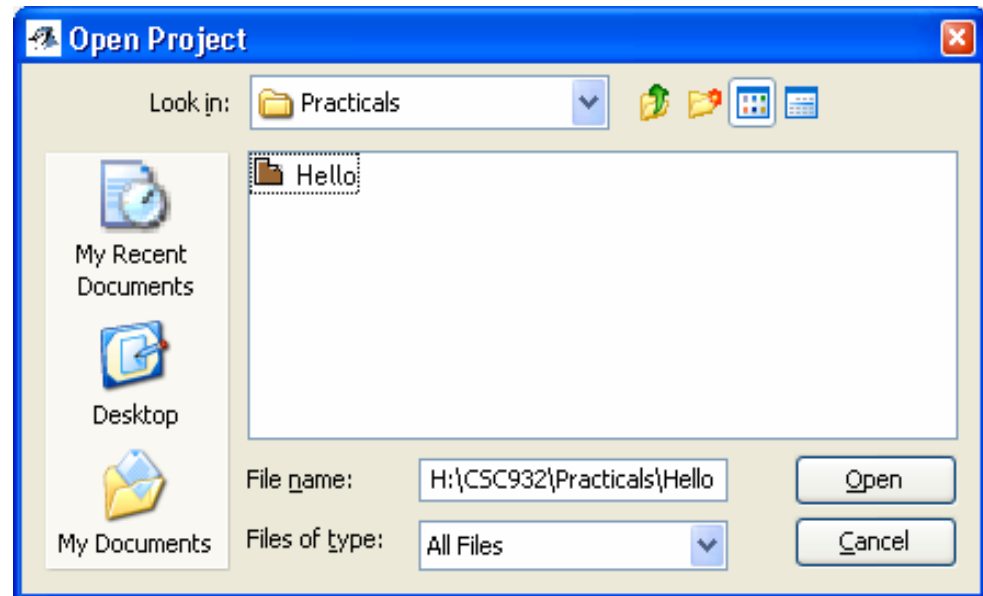 Open Project
Look in: Practicals
Hello
My Recent
Documents
Desktop
My Documents
File name: H:\CSC932\Practicals\Hello Open
Files of type: All Files Cancel